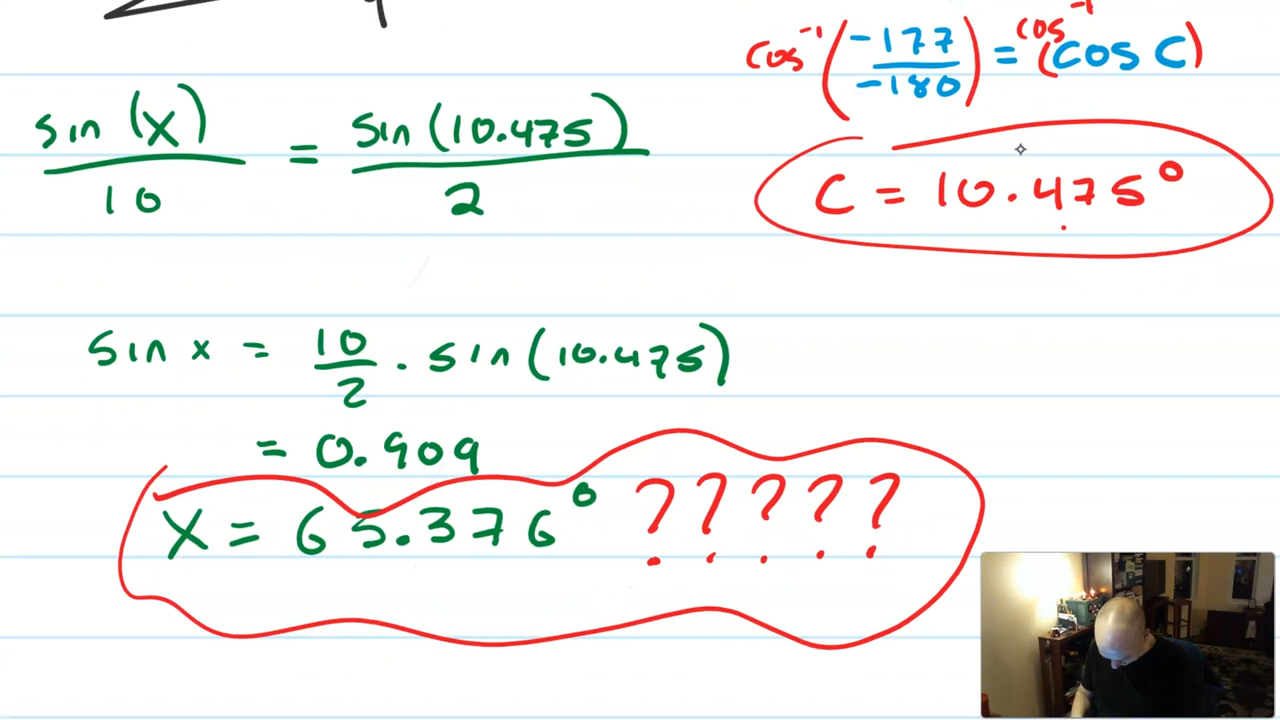 cos⁻¹(-177/-180) = cos⁻¹(cos C)
sin(x)/10 = sin(10.475)/2
C = 10.475°
sin x = 10/2 · sin(10.475)
= 0.909
x = 65.376° ?????